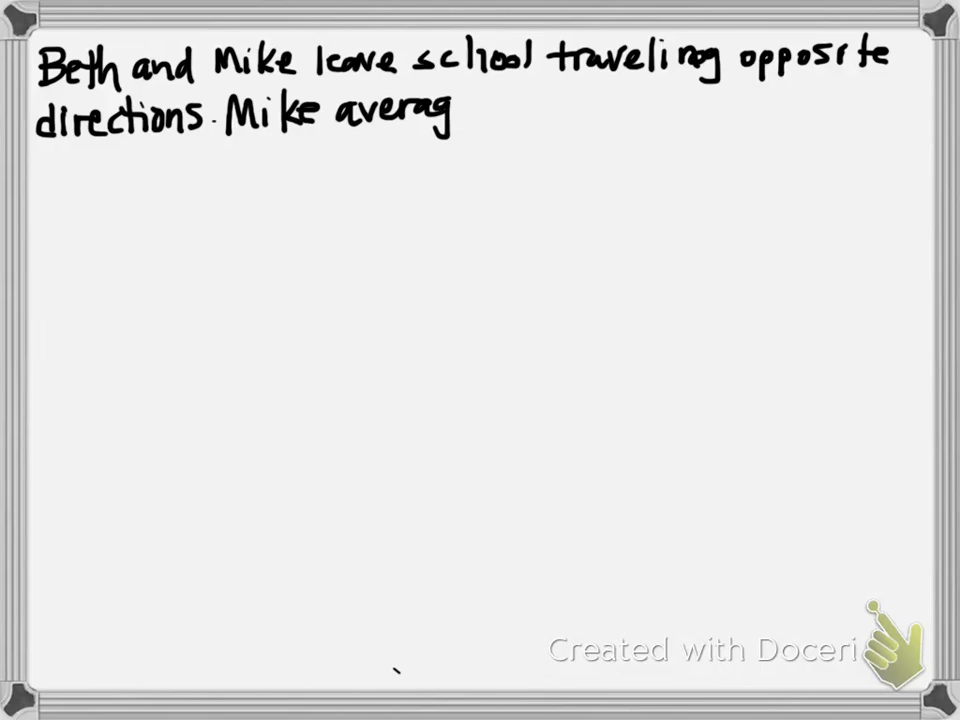 Beth and Mike leave school traveling opposite
directions. Mike averag
Created with Doceri